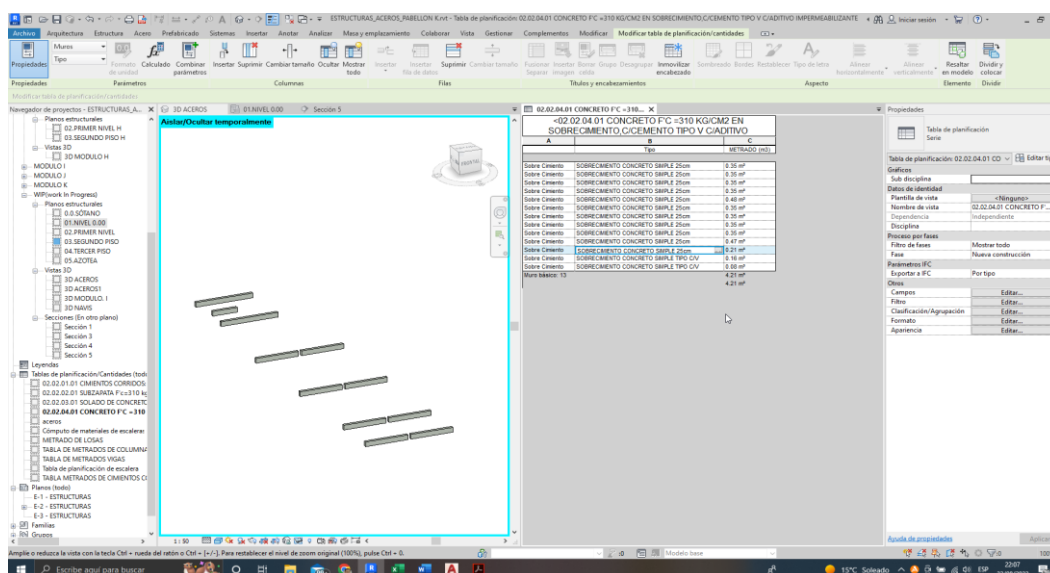 ESTRUCTURAS_ACEROS_PABELLON K.rvt - Tabla de planificación: 02.02.04.01 CONCRETO F'C =310 KG/CM2 EN SOBRECIMIENTO,C/CEMENTO TIPO V C/ADITIVO IMPERMEABILIZANTE
Iniciar sesión
Archivo Arquitectura Estructura Acero Prefabricado Sistemas Insertar Anotar Analizar Masa y emplazamiento Colaborar Vista Gestionar Complementos Modificar Modificar tabla de planificación/cantidades
Propiedades
Muros
Tipo
Formato de unidad
Calculado
Combinar parámetros
Insertar Suprimir Cambiar tamaño Ocultar Mostrar todo
Insertar
Insertar fila de datos
Suprimir Cambiar tamaño
Fusionar Separar
Insertar imagen
Borrar celda
Grupo Desagrupar
Inmovilizar encabezado
Sombreado Bordes Restablecer Tipo de letra
Alinear horizontalmente
Alinear verticalmente
Resaltar en modelo
Dividir y colocar
Propiedades Parámetros Columnas Filas Títulos y encabezamientos Aspecto Elemento Dividir
Modificar tabla de planificación/cantidades
Navegador de proyectos - ESTRUCTURAS_A...
Planos estructurales
02.PRIMER NIVEL H
03.SEGUNDO PISO H
Vistas 3D
3D MODULO H
MODULO I
MODULO J
MODULO K
WIP(work In Progress)
Planos estructurales
0.0.SÓTANO
01.NIVEL 0.00
02.PRIMER NIVEL
03.SEGUNDO PISO
04.TERCER PISO
05.AZOTEA
Vistas 3D
3D ACEROS
3D ACEROS1
3D MODULO. I
3D NAVIS
Secciones (En otro plano)
Sección 1
Sección 3
Sección 4
Sección 5
Leyendas
Tablas de planificación/Cantidades (todo
02.02.01.01 CIMIENTOS CORRIDOS:
02.02.02.01 SUBZAPATA F'c=310 kg
02.02.03.01 SOLADO DE CONCRETO
02.02.04.01 CONCRETO F'C =310
aceros
Cómputo de materiales de escalera:
METRADO DE LOSAS
TABLA DE METRADOS DE COLUMNA
TABLA DE METRADOS VIGAS
Tabla de planificación de escalera
TABLA METRADOS DE CIMIENTOS CO
Planos (todo)
E-1 - ESTRUCTURAS
E-2 - ESTRUCTURAS
E-3 - ESTRUCTURAS
Familias
Grupos
3D ACEROS
01.NIVEL 0.00
Sección 5
Aislar/Ocultar temporalmente
FRONTAL
1 : 50
02.02.04.01 CONCRETO F'C =310...
<02.02.04.01 CONCRETO F'C =310 KG/CM2 EN
SOBRECIMIENTO,C/CEMENTO TIPO V C/ADITIVO
A B C
Tipo METRADO (m3)
Sobre Cimiento SOBRECIMIENTO CONCRETO SIMPLE 25cm 0.35 m³
Sobre Cimiento SOBRECIMIENTO CONCRETO SIMPLE 25cm 0.35 m³
Sobre Cimiento SOBRECIMIENTO CONCRETO SIMPLE 25cm 0.35 m³
Sobre Cimiento SOBRECIMIENTO CONCRETO SIMPLE 25cm 0.35 m³
Sobre Cimiento SOBRECIMIENTO CONCRETO SIMPLE 25cm 0.48 m³
Sobre Cimiento SOBRECIMIENTO CONCRETO SIMPLE 25cm 0.35 m³
Sobre Cimiento SOBRECIMIENTO CONCRETO SIMPLE 25cm 0.35 m³
Sobre Cimiento SOBRECIMIENTO CONCRETO SIMPLE 25cm 0.35 m³
Sobre Cimiento SOBRECIMIENTO CONCRETO SIMPLE 25cm 0.35 m³
Sobre Cimiento SOBRECIMIENTO CONCRETO SIMPLE 25cm 0.47 m³
Sobre Cimiento SOBRECIMIENTO CONCRETO SIMPLE 25cm 0.21 m³
Sobre Cimiento SOBRECIMIENTO CONCRETO SIMPLE TIPO C/V 0.16 m³
Sobre Cimiento SOBRECIMIENTO CONCRETO SIMPLE TIPO C/V 0.08 m³
Muro básico: 13 4.21 m³
4.21 m³
Propiedades
Tabla de planificación
Serie
Tabla de planificación: 02.02.04.01 CO
Editar ti
Gráficos
Sub disciplina
Datos de identidad
Plantilla de vista <Ninguno>
Nombre de vista 02.02.04.01 CONCRETO F'...
Dependencia Independiente
Disciplina
Proceso por fases
Filtro de fases Mostrar todo
Fase Nueva construcción
Parámetros IFC
Exportar a IFC Por tipo
Otros
Campos Editar...
Filtro Editar...
Clasificación/Agrupación Editar...
Formato Editar...
Apariencia Editar...
Ayuda de propiedades
Aplicar
Amplíe o reduzca la vista con la tecla Ctrl + rueda del ratón o Ctrl + [+/-]. Para restablecer el nivel de zoom original (100%), pulse Ctrl + 0.
:0
Modelo base
:0
100
Escribe aquí para buscar
15°C Soleado
ESP
22:07